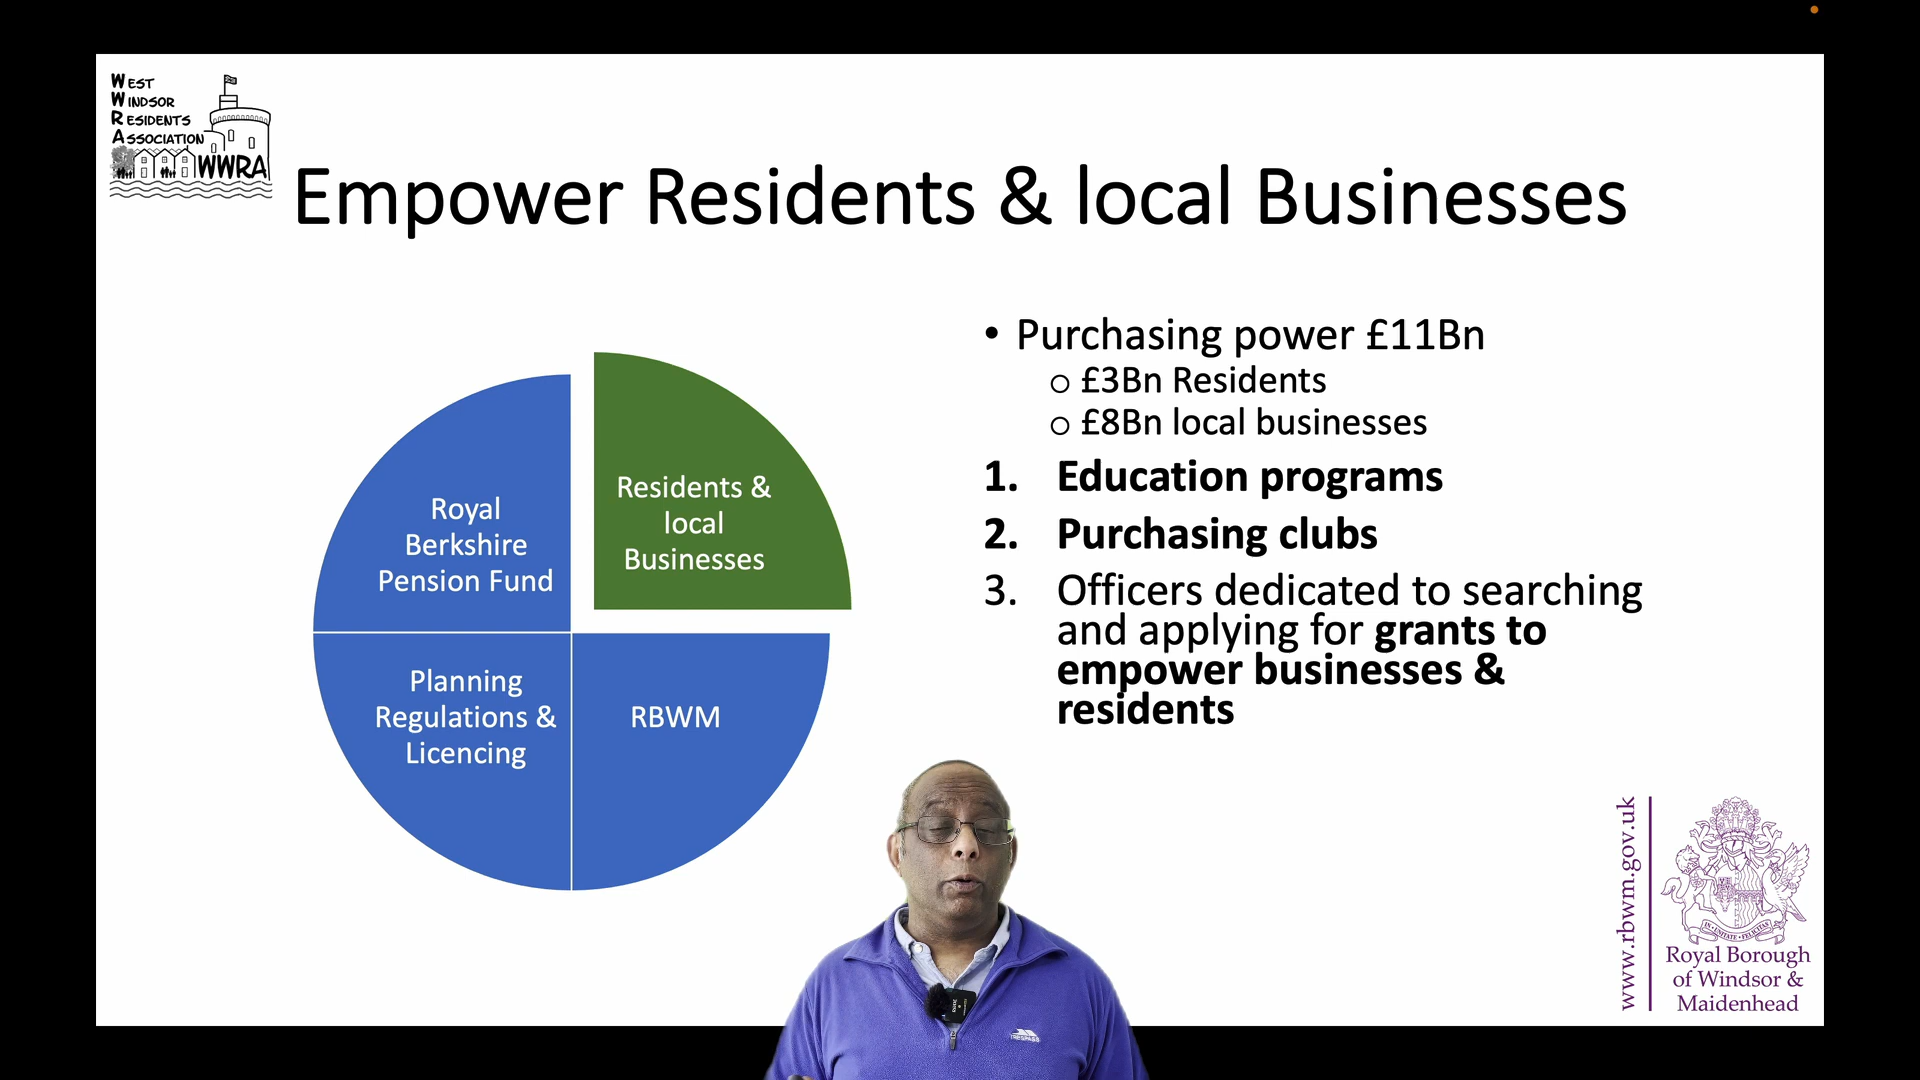 WEST
WINDSOR
RESIDENTS
ASSOCIATION
WWRA
Empower Residents & local Businesses
Royal
Berkshire
Pension Fund
Residents &
local
Businesses
Planning
Regulations &
Licencing
RBWM
• Purchasing power £11Bn
o £3Bn Residents
o £8Bn local businesses
1. Education programs
2. Purchasing clubs
3. Officers dedicated to searching
and applying for grants to
empower businesses &
residents
www.rbwm.gov.uk
Royal Borough
of Windsor &
Maidenhead
TRESPASS